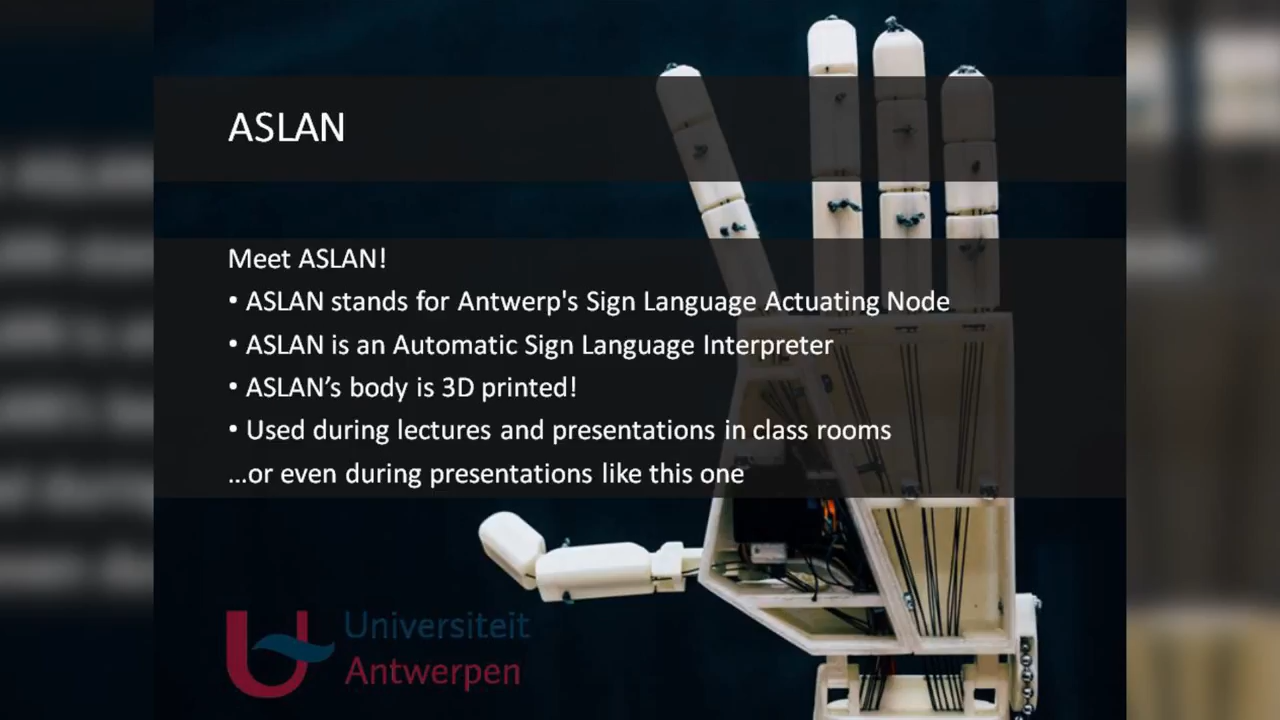 ASLAN
Meet ASLAN!
• ASLAN stands for Antwerp's Sign Language Actuating Node
• ASLAN is an Automatic Sign Language Interpreter
• ASLAN’s body is 3D printed!
• Used during lectures and presentations in class rooms
…or even during presentations like this one
Universiteit
Antwerpen